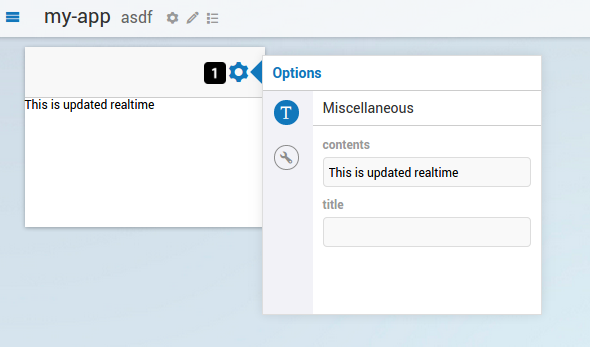 my-app asdf
1
This is updated realtime
Options
T
Miscellaneous
contents
This is updated realtime
title